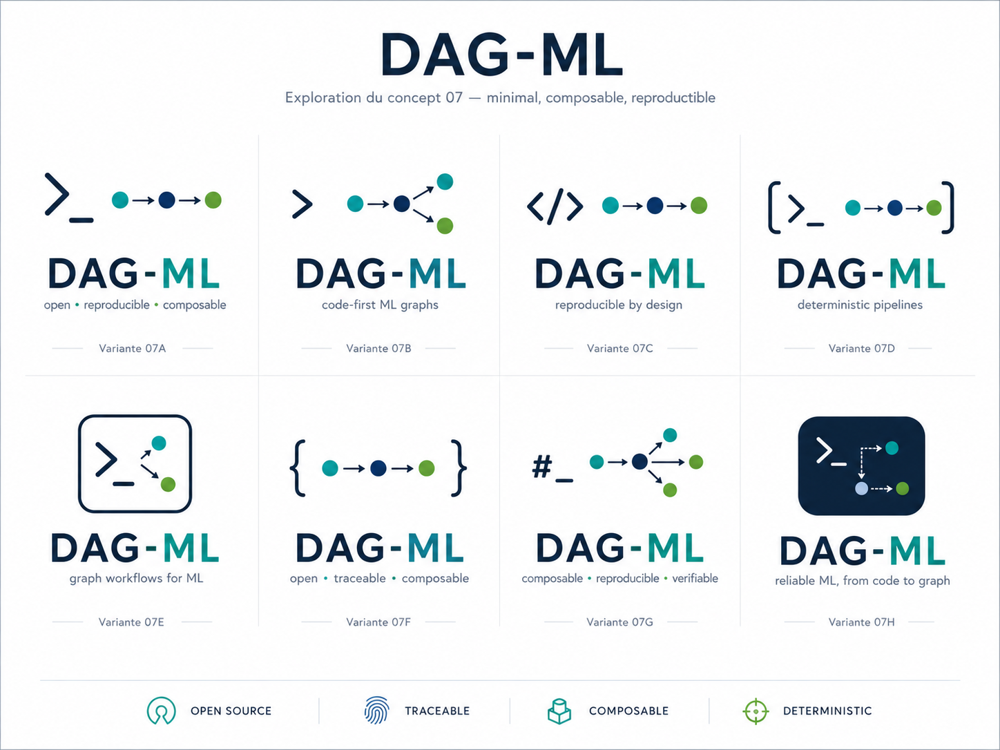 DAG-ML
Exploration du concept 07 — minimal, composable, reproductible
>_
DAG-ML
open • reproducible • composable
Variante 07A
>
DAG-ML
code-first ML graphs
Variante 07B
</>
DAG-ML
reproducible by design
Variante 07C
[>_ ]
DAG-ML
deterministic pipelines
Variante 07D
>_
DAG-ML
graph workflows for ML
Variante 07E
{ }
DAG-ML
open • traceable • composable
Variante 07F
#_
DAG-ML
composable • reproducible • verifiable
Variante 07G
>_
DAG-ML
reliable ML, from code to graph
Variante 07H
OPEN SOURCE
TRACEABLE
COMPOSABLE
DETERMINISTIC